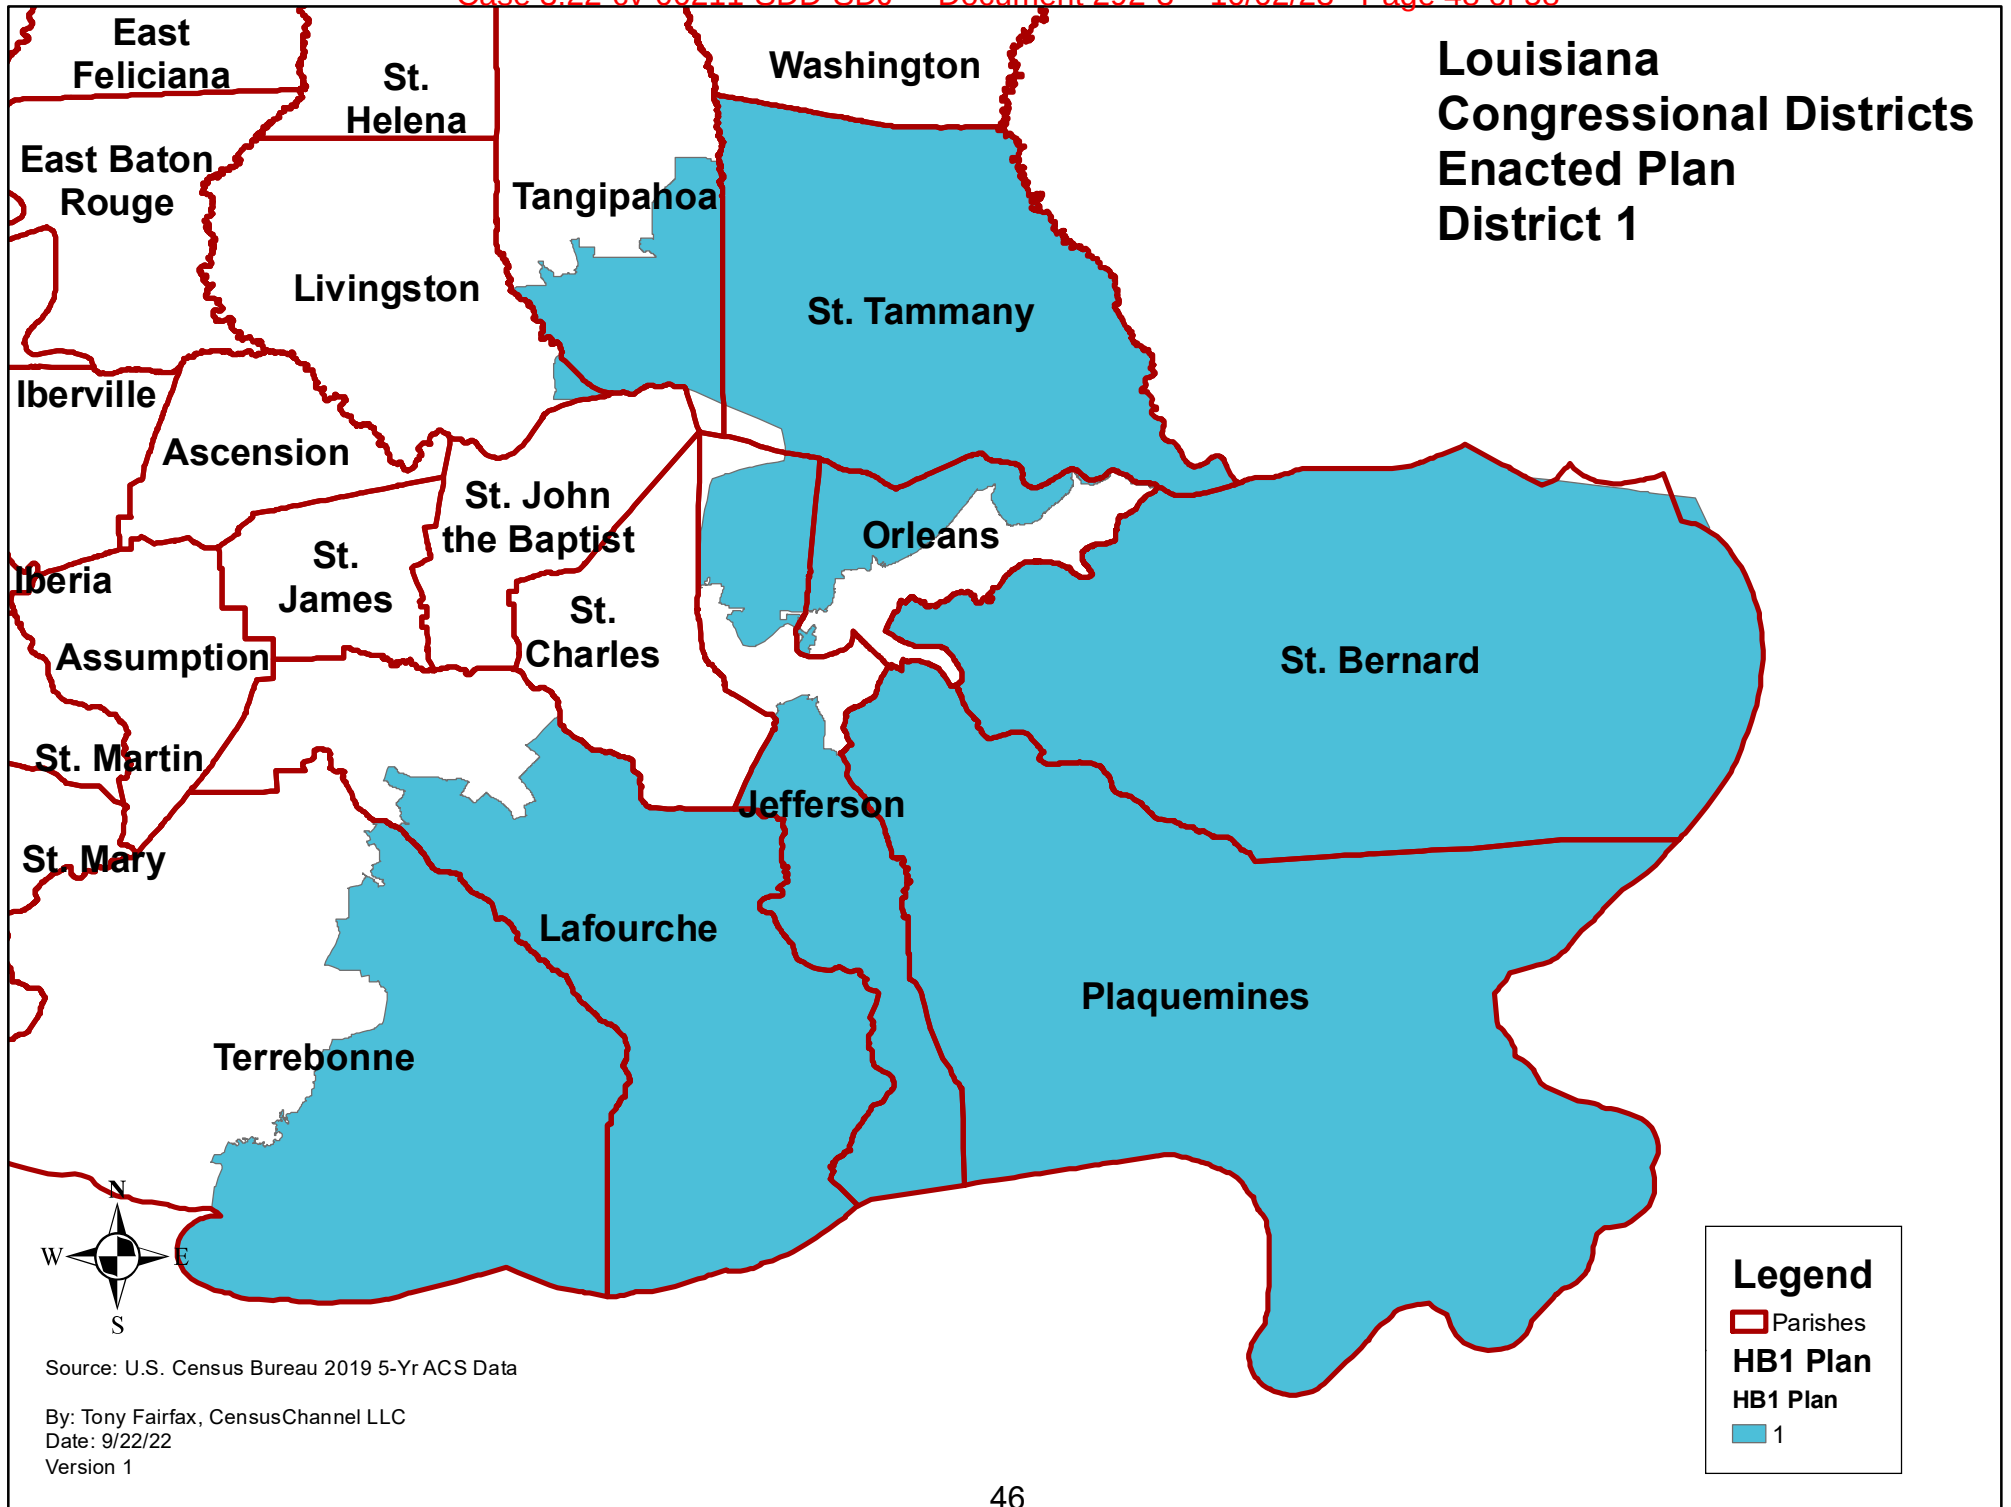 Louisiana
Congressional Districts
Enacted Plan
District 1
East
Feliciana
St.
Helena
Washington
East Baton
Rouge
Tangipahoa
Livingston
St. Tammany
Iberville
Ascension
St. John
the Baptist
Orleans
St.
James
Iberia
St.
Charles
Assumption
St. Bernard
St. Martin
Jefferson
St. Mary
Lafourche
Plaquemines
Terrebonne
N
W
E
S
Legend
Parishes
HB1 Plan
HB1 Plan
1
Source: U.S. Census Bureau 2019 5-Yr ACS Data
By: Tony Fairfax, CensusChannel LLC
Date: 9/22/22
Version 1
46